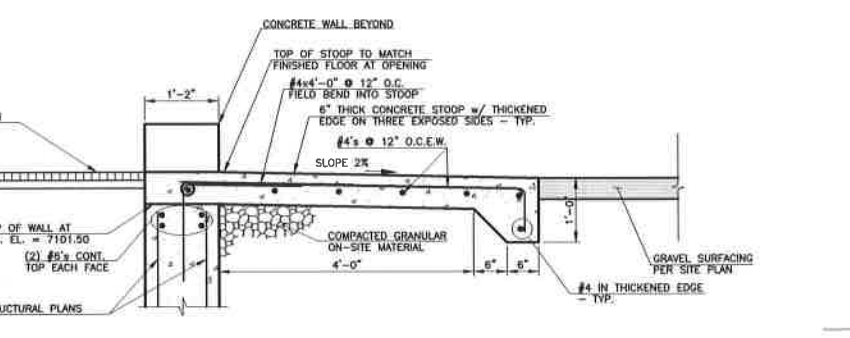 CONCRETE WALL BEYOND
TOP OF STOOP TO MATCH
FINISHED FLOOR AT OPENING
#4x4'-0" @ 12" O.C.
FIELD BEND INTO STOOP
1'-2"
6" THICK CONCRETE STOOP w/ THICKENED
EDGE ON THREE EXPOSED SIDES - TYP.
#4's @ 12" O.C.E.W.
SLOPE 2%
1'-0"
OF WALL AT
EL. = 7101.50
(2) #6's CONT.
TOP EACH FACE
COMPACTED GRANULAR
ON-SITE MATERIAL
4'-0"
6"
6"
GRAVEL SURFACING
PER SITE PLAN
#4 IN THICKENED EDGE
- TYP.
UCTURAL PLANS